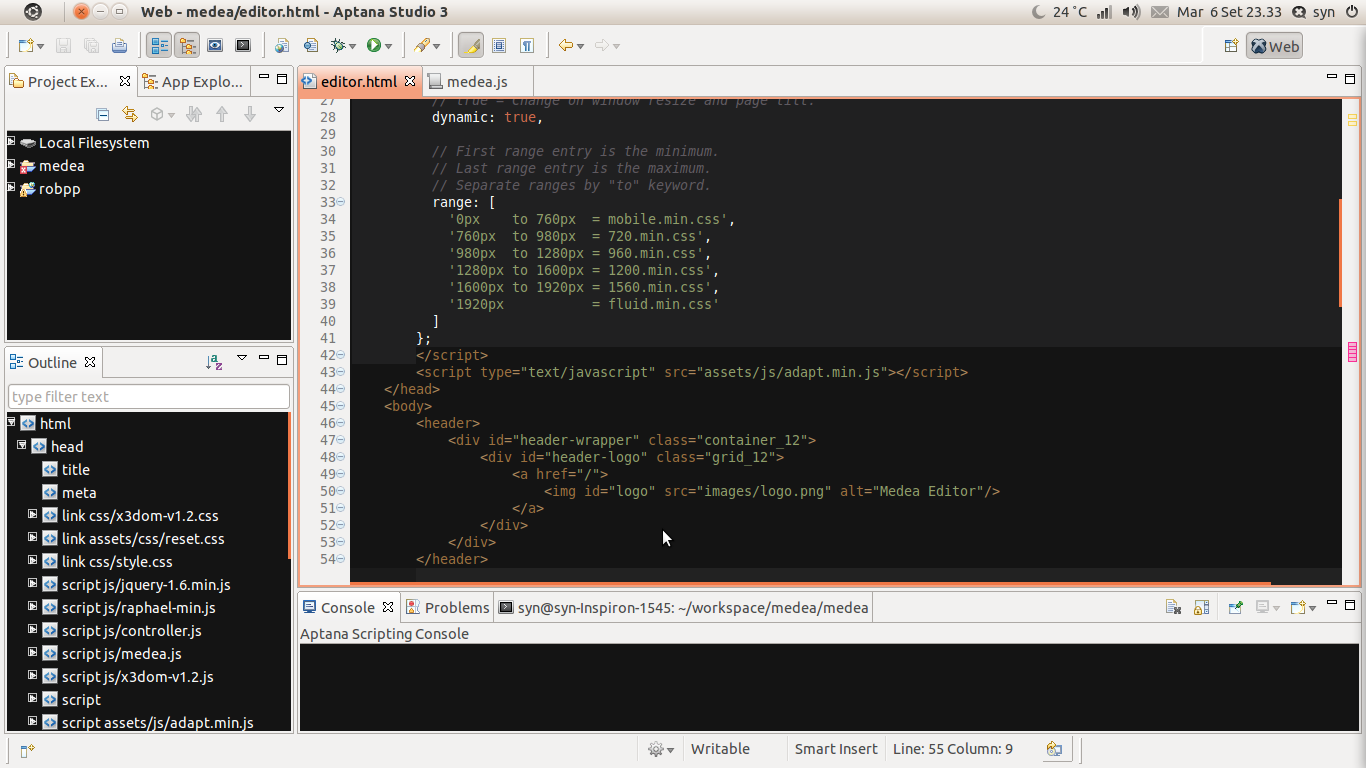 Web - medea/editor.html - Aptana Studio 3
24 °C
Mar 6 Set 23.33
syn
Web
Project Ex...
App Explo...
Local Filesystem
medea
robpp
Outline
type filter text
html
head
title
meta
link css/x3dom-v1.2.css
link assets/css/reset.css
link css/style.css
script js/jquery-1.6.min.js
script js/raphael-min.js
script js/controller.js
script js/medea.js
script js/x3dom-v1.2.js
script
script assets/js/adapt.min.js
editor.html
medea.js
27 // true = change on window resize and page tilt.
28 dynamic: true,
29
30 // First range entry is the minimum.
31 // Last range entry is the maximum.
32 // Separate ranges by "to" keyword.
33 range: [
34 '0px    to 760px  = mobile.min.css',
35 '760px  to 980px  = 720.min.css',
36 '980px  to 1280px = 960.min.css',
37 '1280px to 1600px = 1200.min.css',
38 '1600px to 1920px = 1560.min.css',
39 '1920px           = fluid.min.css'
40 ]
41 };
42 </script>
43 <script type="text/javascript" src="assets/js/adapt.min.js"></script>
44 </head>
45 <body>
46 <header>
47 <div id="header-wrapper" class="container_12">
48 <div id="header-logo" class="grid_12">
49 <a href="/">
50 <img id="logo" src="images/logo.png" alt="Medea Editor"/>
51 </a>
52 </div>
53 </div>
54 </header>
Console
Problems
syn@syn-Inspiron-1545: ~/workspace/medea/medea
Aptana Scripting Console
Writable
Smart Insert
Line: 55 Column: 9